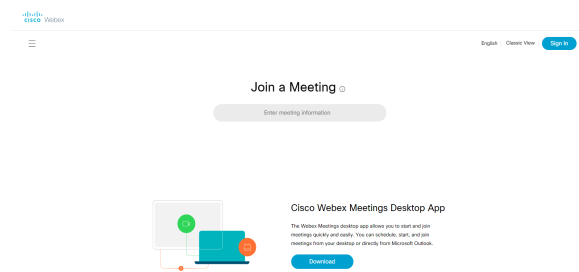 cisco Webex
English Classic View Sign In
Join a Meeting
Enter meeting information
Cisco Webex Meetings Desktop App
The Webex Meetings desktop app allows you to start and join
meetings quickly and easily. You can schedule, start, and join
meetings from your desktop or directly from Microsoft Outlook.
Download